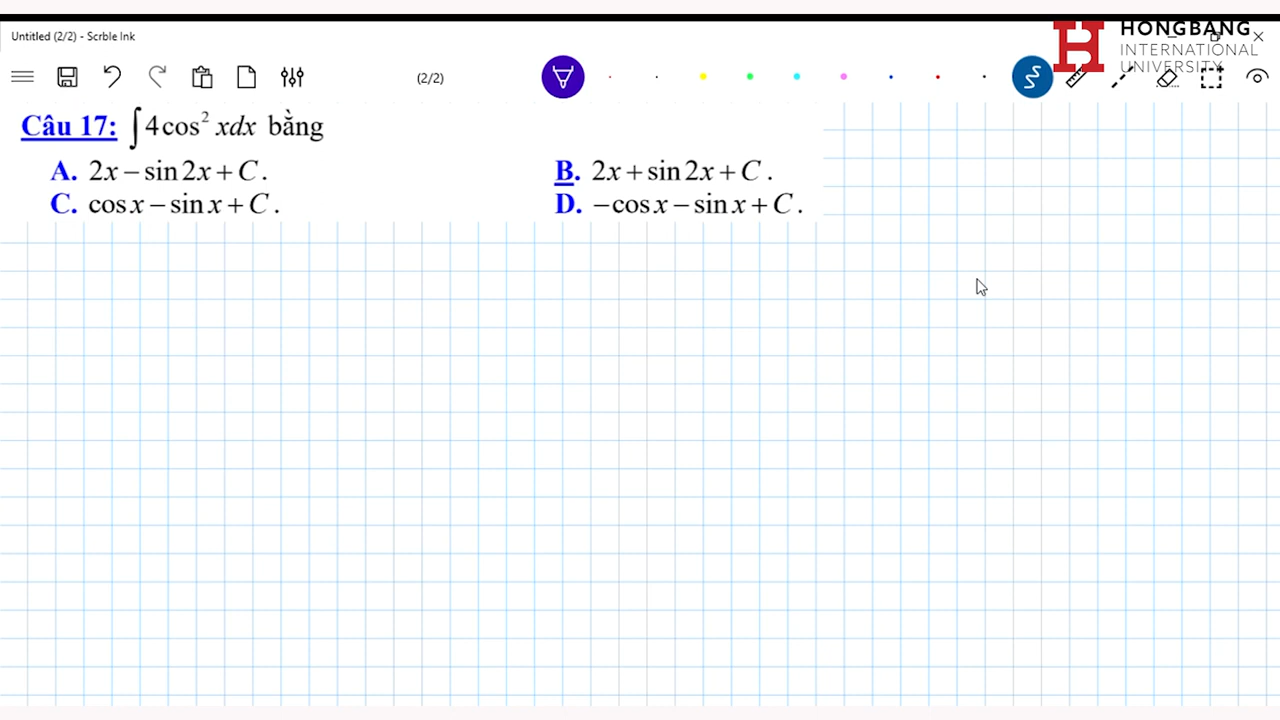 Untitled (2/2) - Scrble Ink
HONGBANG
INTERNATIONAL
UNIVERSITY
(2/2)
Câu 17: ∫4cos² xdx bằng
A. 2x − sin 2x + C.
B. 2x + sin 2x + C.
C. cos x − sin x + C.
D. −cos x − sin x + C.